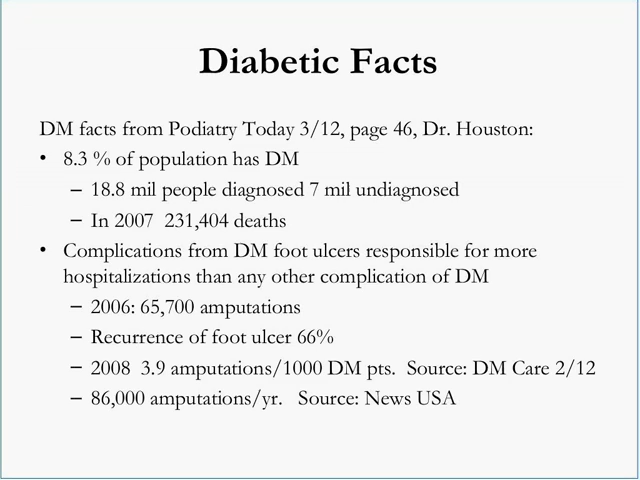 Diabetic Facts
DM facts from Podiatry Today 3/12, page 46, Dr. Houston:
• 8.3 % of population has DM
– 18.8 mil people diagnosed 7 mil undiagnosed
– In 2007  231,404 deaths
• Complications from DM foot ulcers responsible for more
hospitalizations than any other complication of DM
– 2006: 65,700 amputations
– Recurrence of foot ulcer 66%
– 2008  3.9 amputations/1000 DM pts.  Source: DM Care 2/12
– 86,000 amputations/yr.   Source: News USA